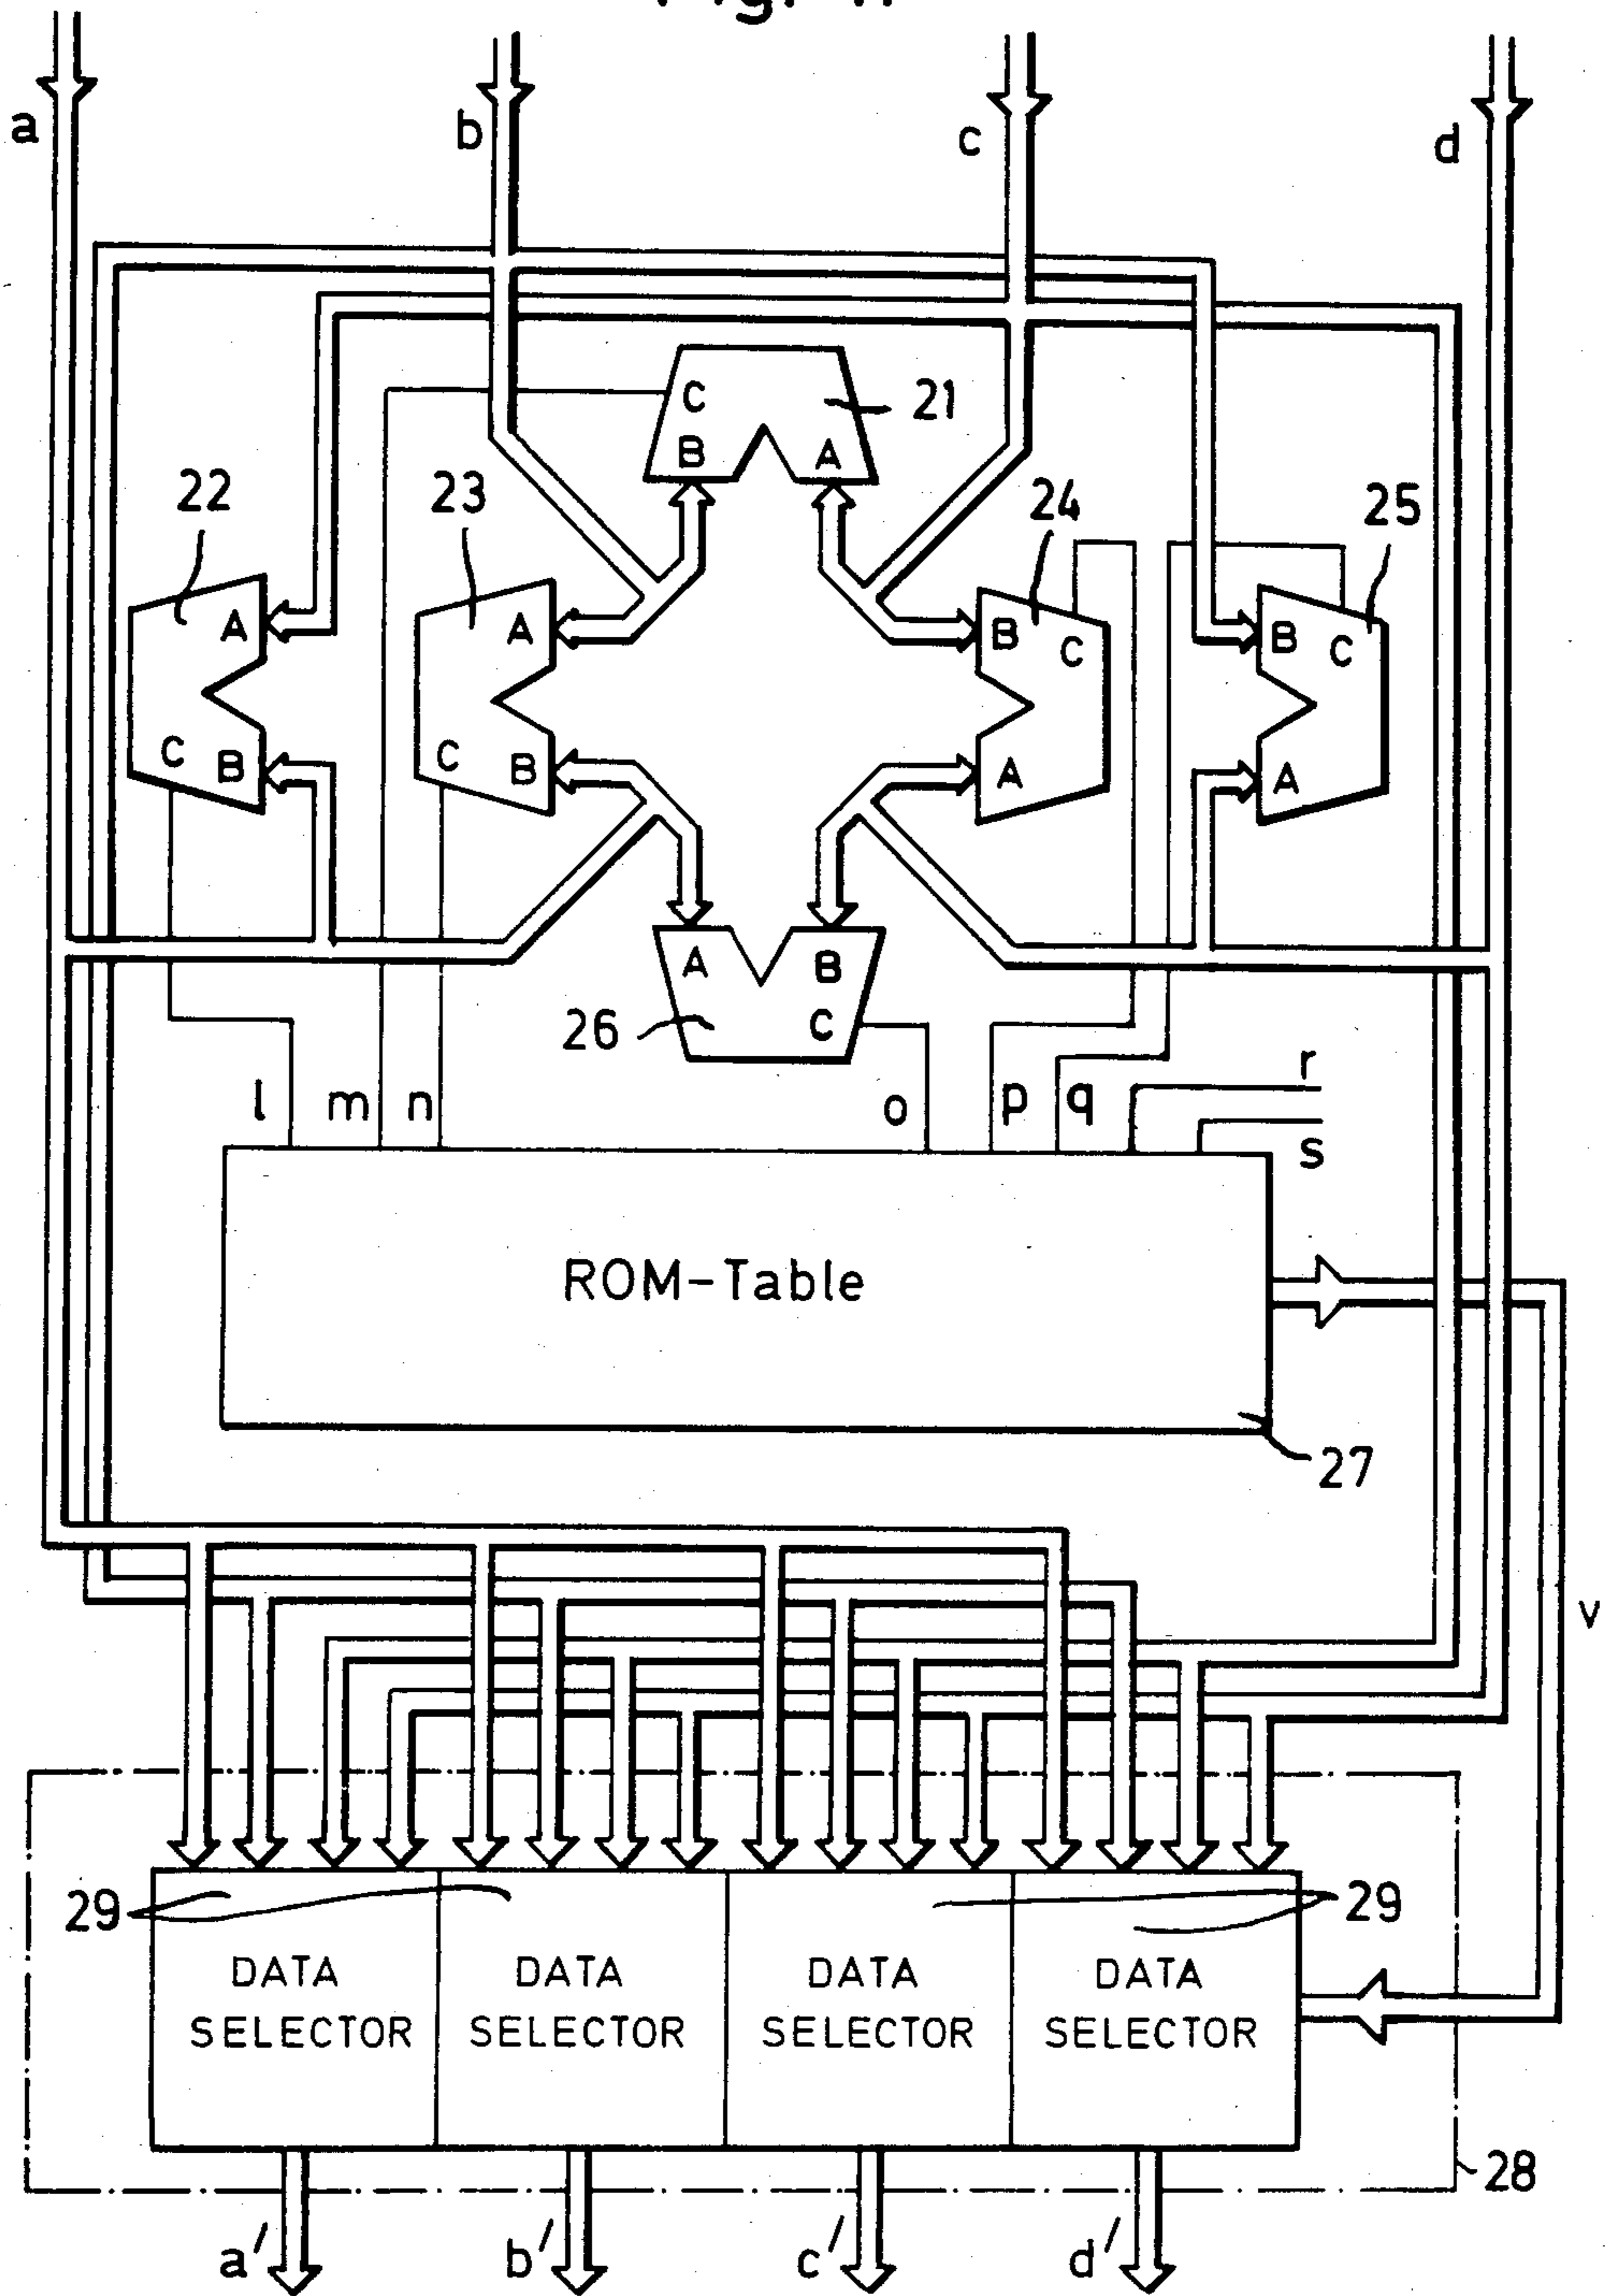 Fig.
a
b
c
d
C
21
B
A
22
23
24
25
A
A
B
C
B
C
C
B
C
B
A
A
A
B
26
C
l
m
n
o
p
q
r
s
ROM-Table
27
v
29
29
DATA SELECTOR
DATA SELECTOR
DATA SELECTOR
DATA SELECTOR
28
a'
b'
c'
d'